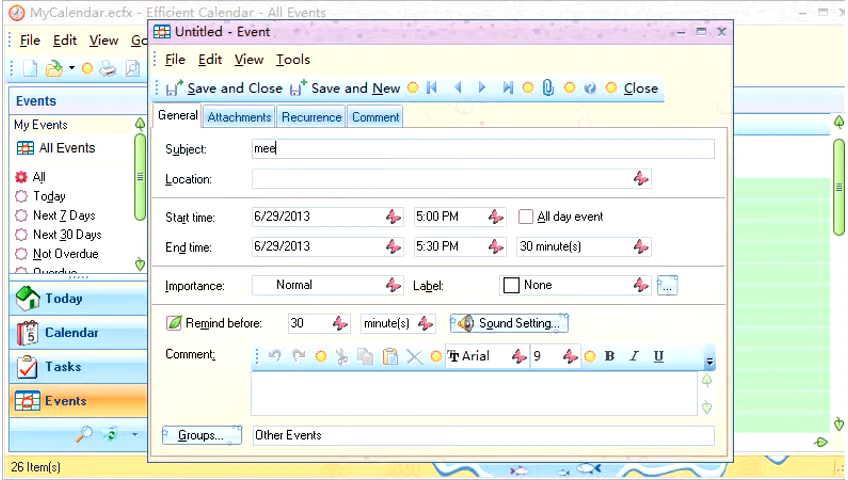 MyCalendar.ecfx - Efficient Calendar - All Events
File Edit View Go
Events
My Events
All Events
All
Today
Next 7 Days
Next 30 Days
Not Overdue
Overdue
Today
Calendar
Tasks
Events
26 Item(s)
Untitled - Event
File Edit View Tools
Save and Close Save and New Close
General Attachments Recurrence Comment
Subject: mee
Location:
Start time: 6/29/2013 5:00 PM All day event
End time: 6/29/2013 5:30 PM 30 minute(s)
Importance: Normal Label: None ...
Remind before: 30 minute(s) Sound Setting...
Comment: Arial 9 B I U
Groups... Other Events